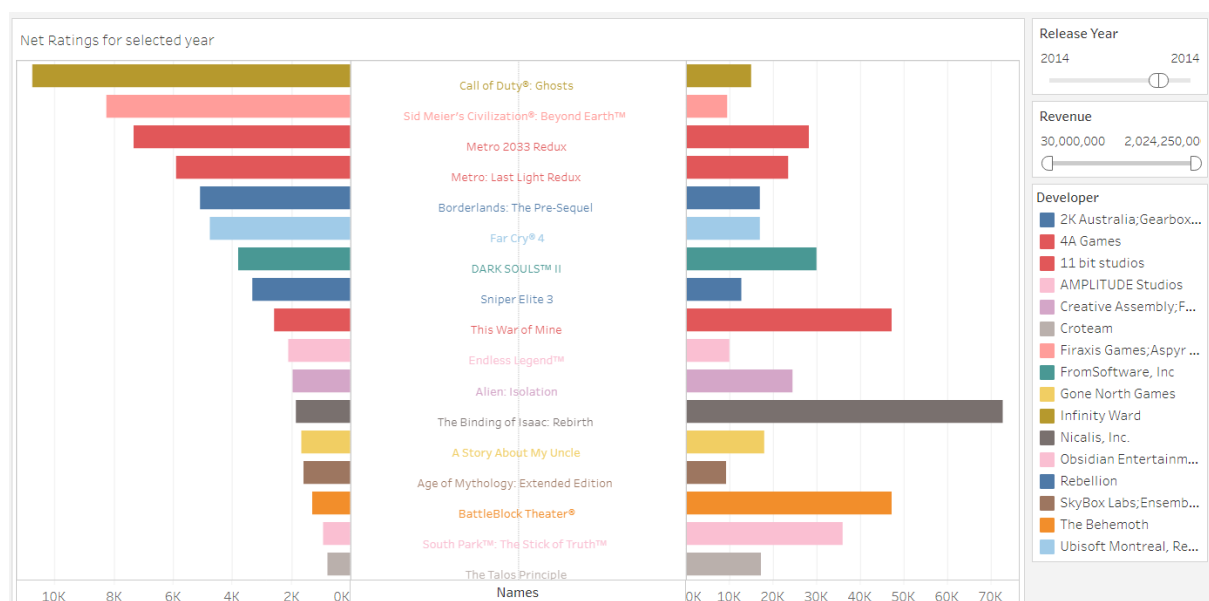 Net Ratings for selected year
Call of Duty®: Ghosts
Sid Meier's Civilization®: Beyond Earth™
Metro 2033 Redux
Metro: Last Light Redux
Borderlands: The Pre-Sequel
Far Cry® 4
DARK SOULS™ II
Sniper Elite 3
This War of Mine
Endless Legend™
Alien: Isolation
The Binding of Isaac: Rebirth
A Story About My Uncle
Age of Mythology: Extended Edition
BattleBlock Theater®
South Park™: The Stick of Truth™
The Talos Principle
10K 8K 6K 4K 2K 0K
Names
0K 10K 20K 30K 40K 50K 60K 70K
Release Year
2014 2014
Revenue
30,000,000 2,024,250,00
Developer
2K Australia;Gearbox...
4A Games
11 bit studios
AMPLITUDE Studios
Creative Assembly;F...
Croteam
Firaxis Games;Aspyr ...
FromSoftware, Inc
Gone North Games
Infinity Ward
Nicalis, Inc.
Obsidian Entertainm...
Rebellion
SkyBox Labs;Ensemb...
The Behemoth
Ubisoft Montreal, Re...